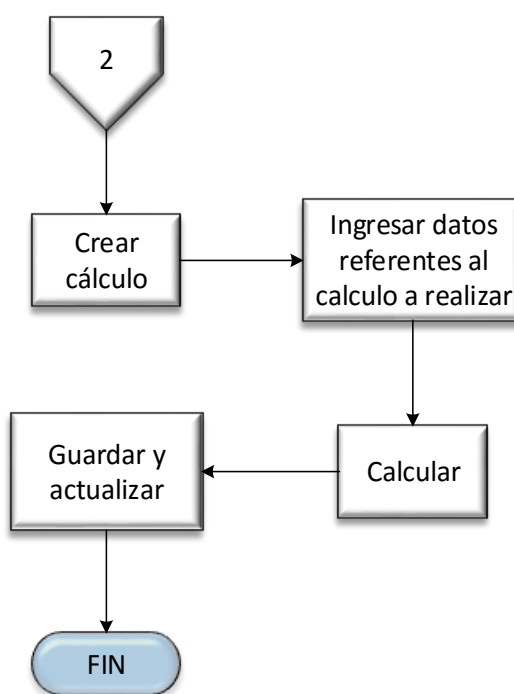 2
Crear
cálculo
Ingresar datos
referentes al
calculo a realizar
Calcular
Guardar y
actualizar
FIN